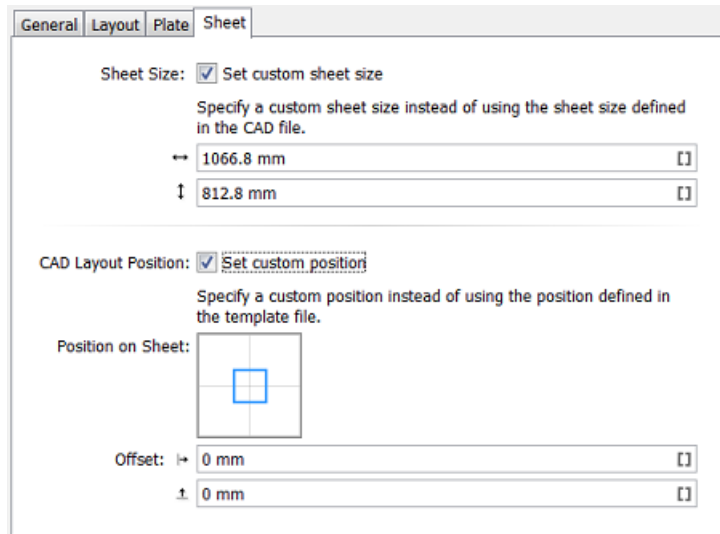 General Layout Plate Sheet
Sheet Size: Set custom sheet size
Specify a custom sheet size instead of using the sheet size defined
in the CAD file.
1066.8 mm
812.8 mm
CAD Layout Position: Set custom position
Specify a custom position instead of using the position defined in
the template file.
Position on Sheet:
Offset: 0 mm
0 mm